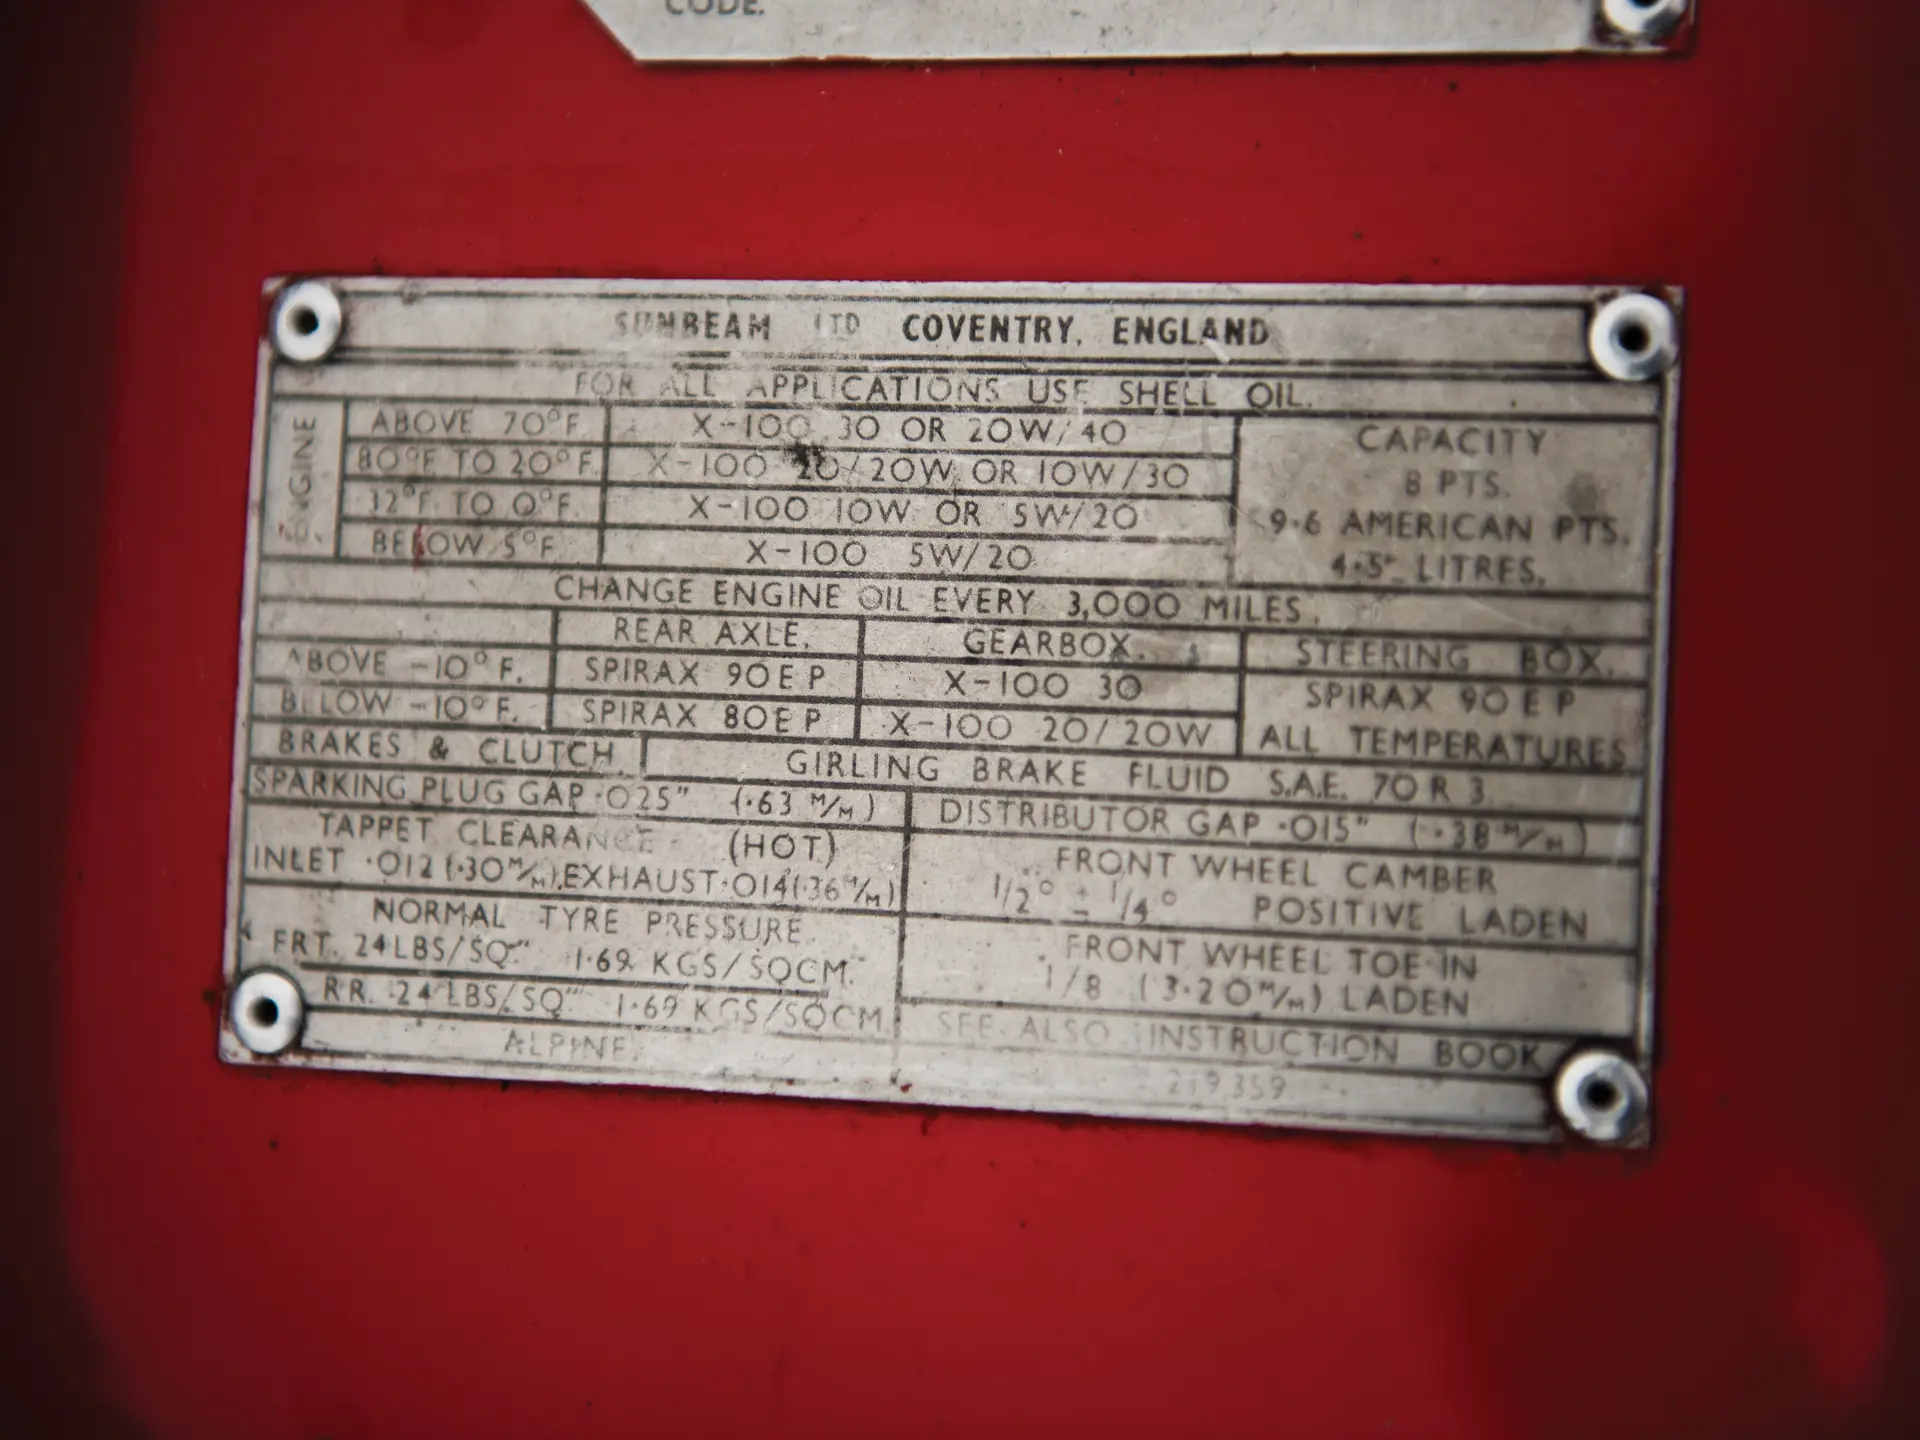 CODE.
SUNBEAM LTD COVENTRY, ENGLAND
FOR ALL APPLICATIONS USE SHELL OIL.
ENGINE
ABOVE 70°F. X-100 30 OR 20W/40
80°F TO 20°F. X-100 20/20W OR 10W/30
32°F. TO 0°F. X-100 10W OR 5W/20
BELOW 5°F. X-100 5W/20
CAPACITY
8 PTS.
9·6 AMERICAN PTS.
4·5 LITRES.
CHANGE ENGINE OIL EVERY 3,000 MILES.
REAR AXLE. GEARBOX. STEERING BOX.
ABOVE -10°F. SPIRAX 90 E P X-100 30 SPIRAX 90 E P
BELOW -10°F. SPIRAX 80 E P X-100 20/20W ALL TEMPERATURES
BRAKES & CLUTCH GIRLING BRAKE FLUID S.A.E. 70 R 3
SPARKING PLUG GAP ·025" (·63 M/M)
TAPPET CLEARANCE (HOT)
INLET ·012 (·30 M/M). EXHAUST ·014 (·36 M/M)
NORMAL TYRE PRESSURE
FRT. 24 LBS/SQ" 1·69 KGS/SQCM.
RR. 24 LBS/SQ" 1·69 KGS/SQCM.
ALPINE.
DISTRIBUTOR GAP ·015" (·38 M/M)
FRONT WHEEL CAMBER
1/2° ± 1/4° POSITIVE LADEN
FRONT WHEEL TOE-IN
1/8 (3·20 M/M) LADEN
SEE ALSO INSTRUCTION BOOK
219359